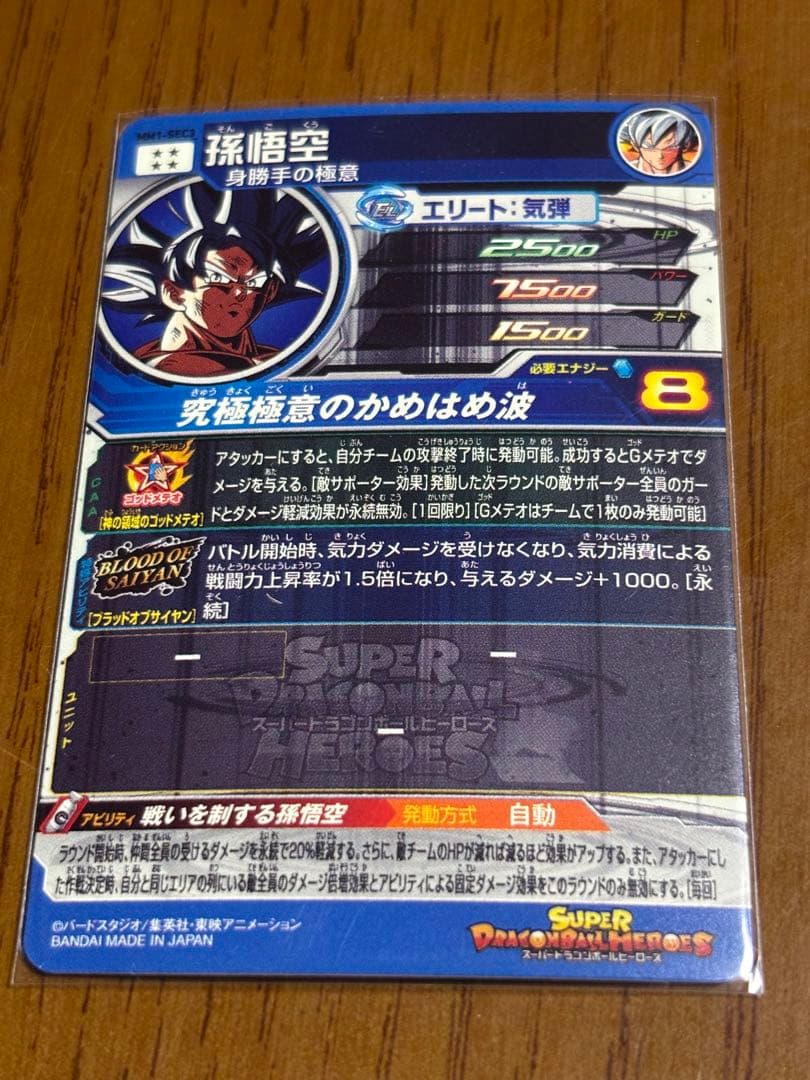 MM1-SEC3
★★
★★
孫悟空
そん ご くう
身勝手の極意
EL エリート:気弾
HP
2500
パワー
7500
ガード
1500
必要エナジー 8
きゅうきょくごくい は
究極極意のかめはめ波
CAA
カードアクション
ゴッドメテオ
[神の領域のゴッドメテオ]
アタッカーにすると、自分チームの攻撃終了時に発動可能。成功するとGメテオでダ
メージを与える。[敵サポーター効果]発動した次ラウンドの敵サポーター全員のガー
ドとダメージ軽減効果が永続無効。[1回限り][Gメテオはチームで1枚のみ発動可能]
BLOOD OF
SAIYAN
[ブラッドオブサイヤン]
バトル開始時、気力ダメージを受けなくなり、気力消費による
戦闘力上昇率が1.5倍になり、与えるダメージ+1000。[永
続]
ユニット
ー ー
ー
SUPER
DRAGONBALL
スーパードラゴンボールヒーローズ
HEROES
アビリティ 戦いを制する孫悟空 発動方式 自動
ラウンド開始時、仲間全員の受けるダメージを永続で20%軽減する。さらに、敵チームのHPが減れば減るほど効果がアップする。また、アタッカーにし
た作戦決定時、自分と同じエリアの列にいる敵全員のダメージ倍増効果とアビリティによる固定ダメージ効果をこのラウンドのみ無効にする。[毎回]
©バードスタジオ/集英社・東映アニメーション
BANDAI MADE IN JAPAN
SUPER
DRAGONBALL HEROES
スーパードラゴンボールヒーローズ